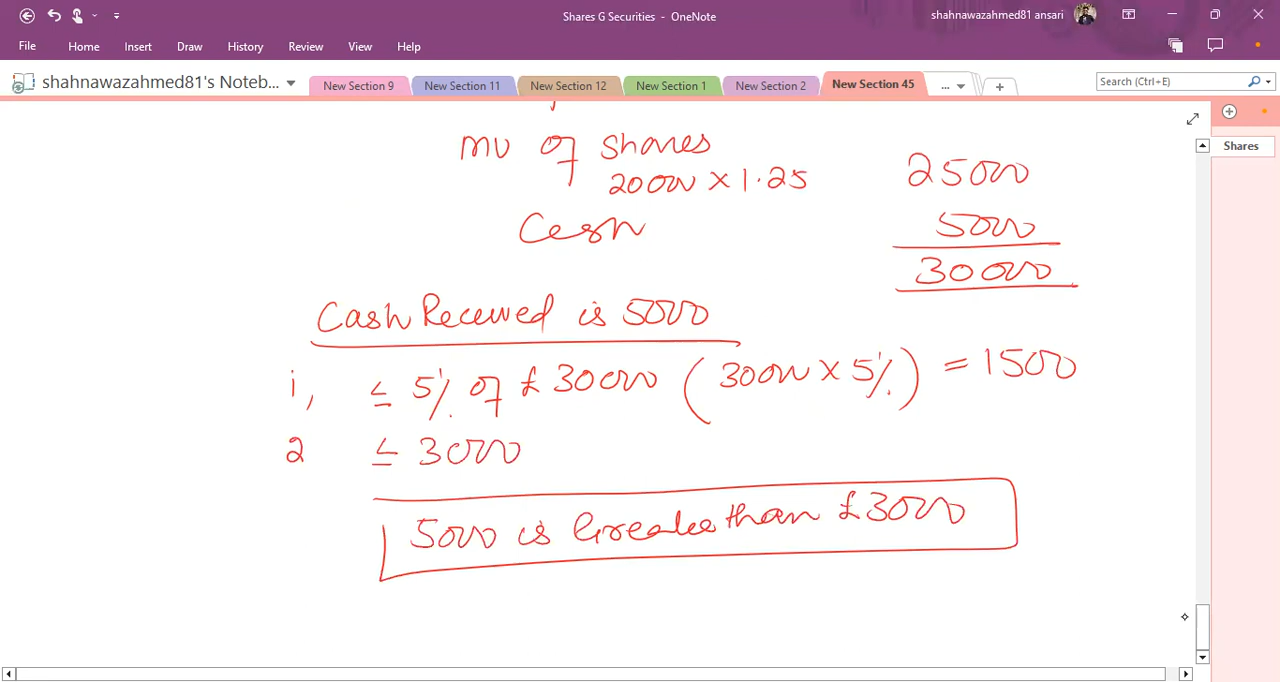 Shares G Securities - OneNote
shahnawazahmed81 ansari
File Home Insert Draw History Review View Help
shahnawazahmed81's Noteb... New Section 9 New Section 11 New Section 12 New Section 1 New Section 2 New Section 45 ... + Search (Ctrl+E)
Shares
mv of shares 25000
20000 × 1.25
Cash 5000
30000
Cash Received is 5000
1, ≤ 5% of £30000 (30000 × 5%) = 1500
2 ≤ 3000
5000 is Greater than £3000